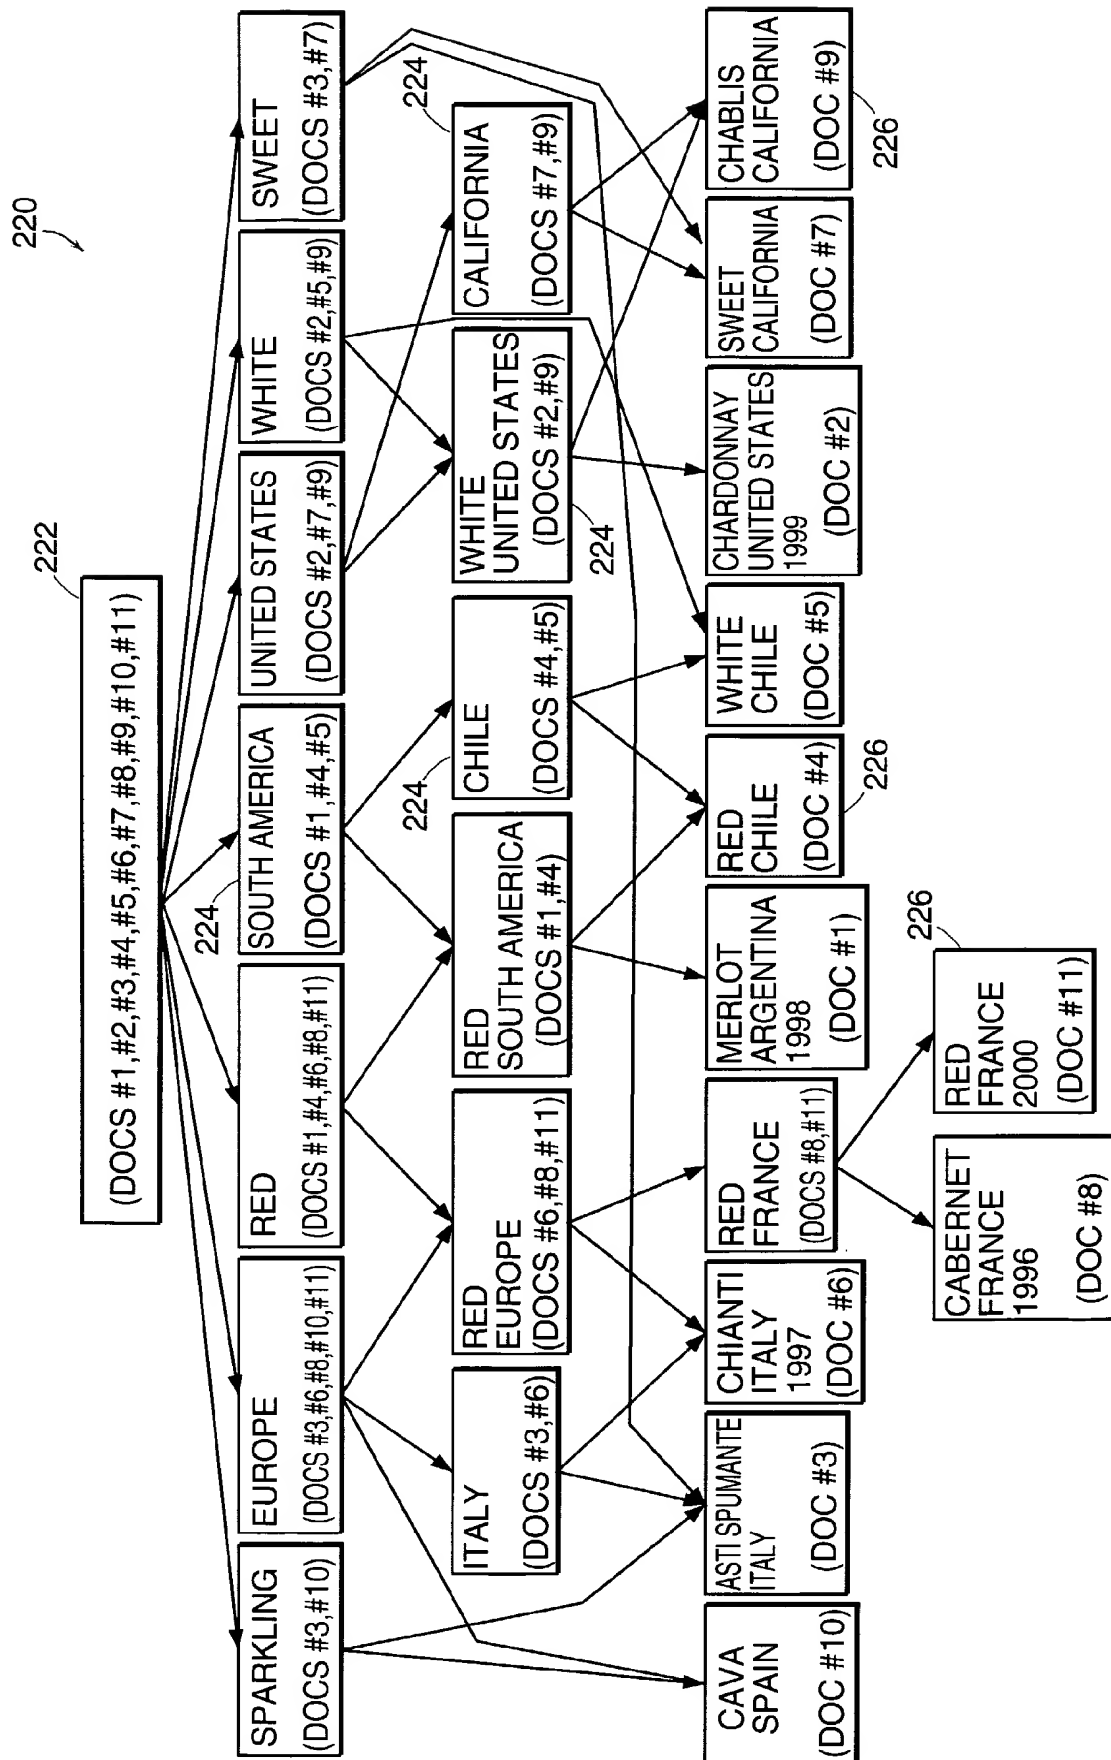 220
222
(DOCS #1,#2,#3,#4,#5,#6,#7,#8,#9,#10,#11)
SPARKLING
(DOCS #3,#10)
EUROPE
(DOCS #3,#6,#8,#10,#11)
RED
(DOCS #1,#4,#6,#8,#11)
224
SOUTH AMERICA
(DOCS #1,#4,#5)
UNITED STATES
(DOCS #2,#7,#9)
WHITE
(DOCS #2,#5,#9)
SWEET
(DOCS #3,#7)
ITALY
(DOCS #3,#6)
RED
EUROPE
(DOCS #6,#8,#11)
RED
SOUTH AMERICA
(DOCS #1,#4)
224
CHILE
(DOCS #4,#5)
WHITE
UNITED STATES
(DOCS #2,#9)
224
224
CALIFORNIA
(DOCS #7,#9)
CAVA
SPAIN
(DOC #10)
ASTI SPUMANTE
ITALY
(DOC #3)
CHIANTI
ITALY
1997
(DOC #6)
RED
FRANCE
(DOCS #8,#11)
MERLOT
ARGENTINA
1998
(DOC #1)
RED
CHILE
(DOC #4)
226
WHITE
CHILE
(DOC #5)
CHARDONNAY
UNITED STATES
1999
(DOC #2)
SWEET
CALIFORNIA
(DOC #7)
CHABLIS
CALIFORNIA
(DOC #9)
226
CABERNET
FRANCE
1996
(DOC #8)
226
RED
FRANCE
2000
(DOC #11)